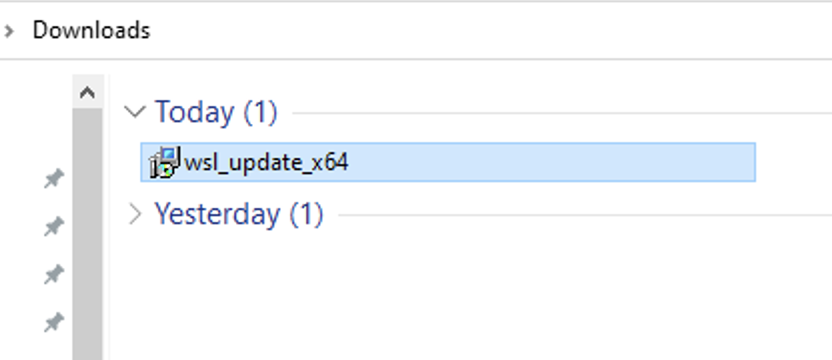 Downloads
Today (1)
wsl_update_x64
Yesterday (1)